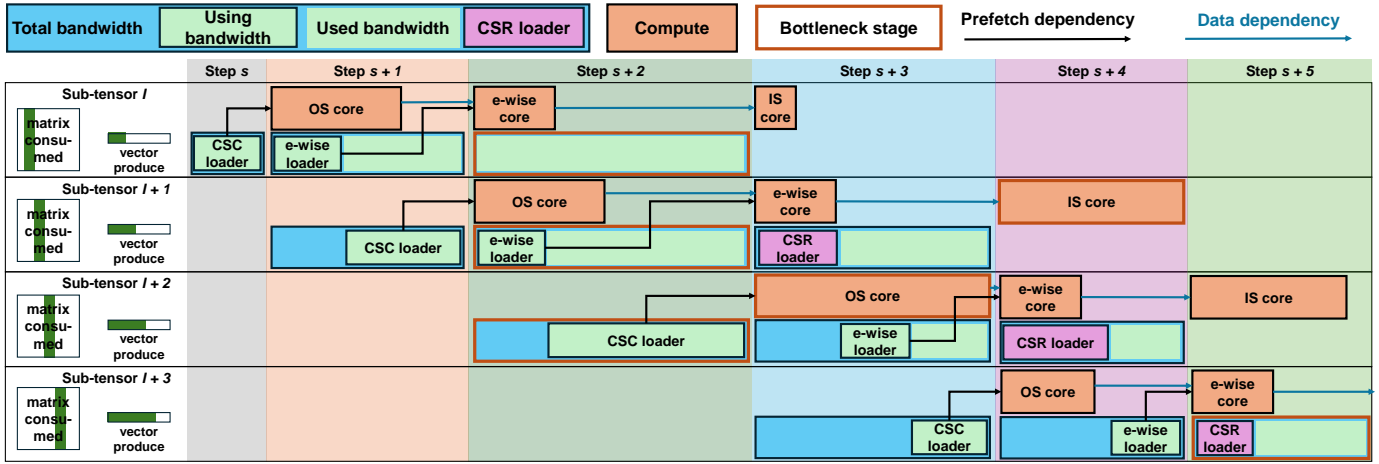 Total bandwidth
Using
bandwidth
Used bandwidth
CSR loader
Compute
Bottleneck stage
Prefetch dependency
Data dependency
Step s
Step s + 1
Step s + 2
Step s + 3
Step s + 4
Step s + 5
Sub-tensor I
matrix
consu-
med
vector
produce
CSC
loader
OS core
e-wise
loader
e-wise
core
IS
core
Sub-tensor I + 1
matrix
consu-
med
vector
produce
CSC loader
OS core
e-wise
loader
e-wise
core
CSR
loader
IS core
Sub-tensor I + 2
matrix
consu-
med
vector
produce
CSC loader
OS core
e-wise
loader
e-wise
core
CSR loader
IS core
Sub-tensor I + 3
matrix
consu-
med
vector
produce
CSC
loader
OS core
e-wise
loader
e-wise
core
CSR
loader